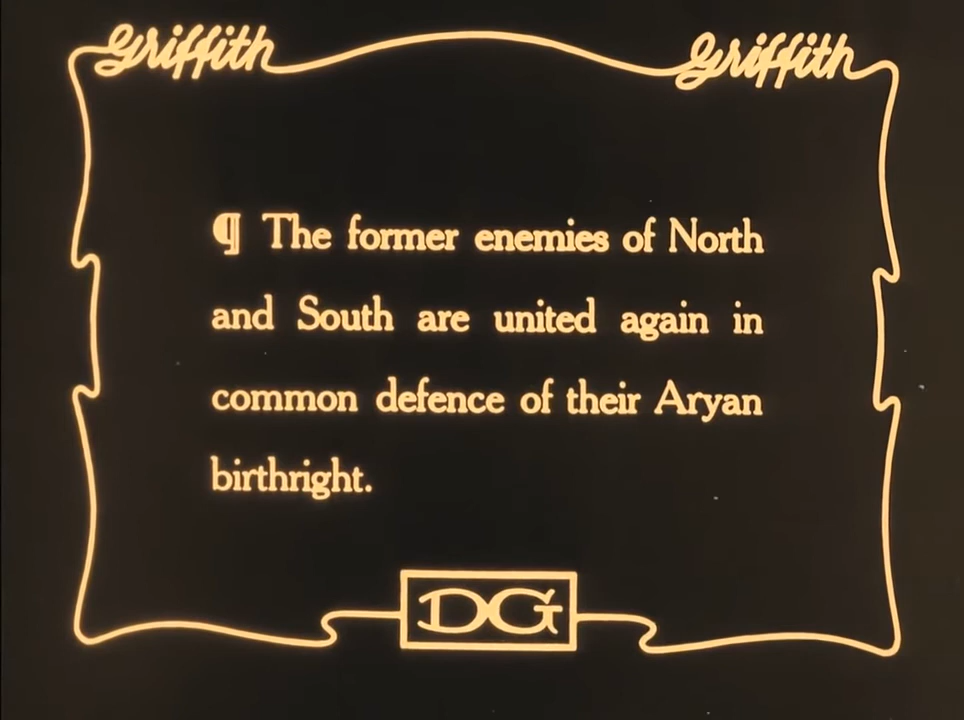 Griffith Griffith
¶ The former enemies of North
and South are united again in
common defence of their Aryan
birthright.
DG